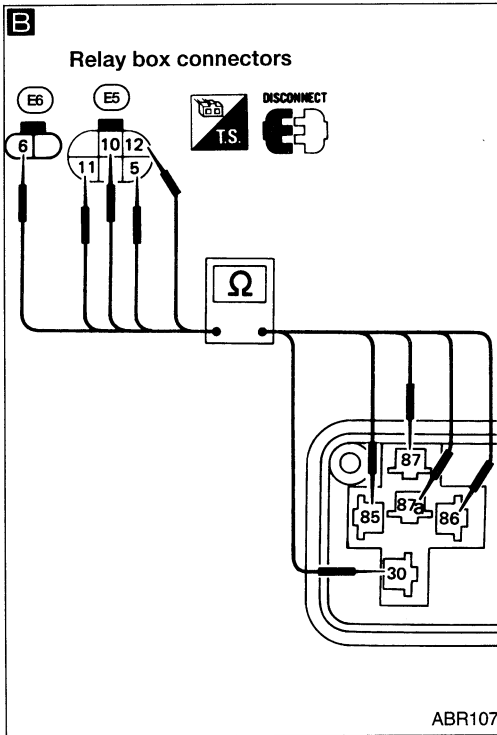 B
Relay box connectors
E6
E5
DISCONNECT
T.S.
6
10
12
11
5
Ω
87
87a
85
86
30
ABR107